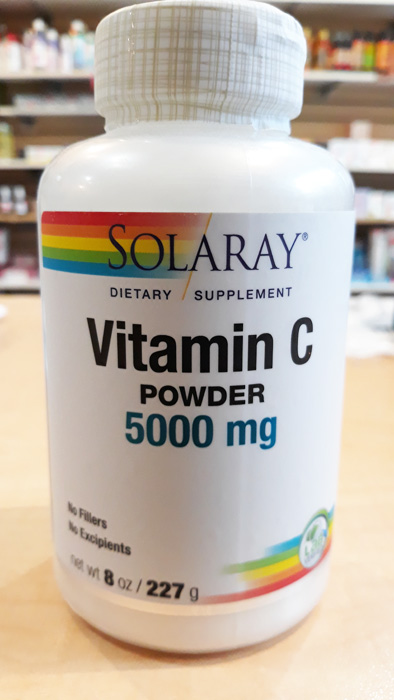 SOLARAY®
DIETARY SUPPLEMENT
Vitamin C
POWDER
5000 mg
No Fillers
No Excipients
net wt 8 oz / 227 g